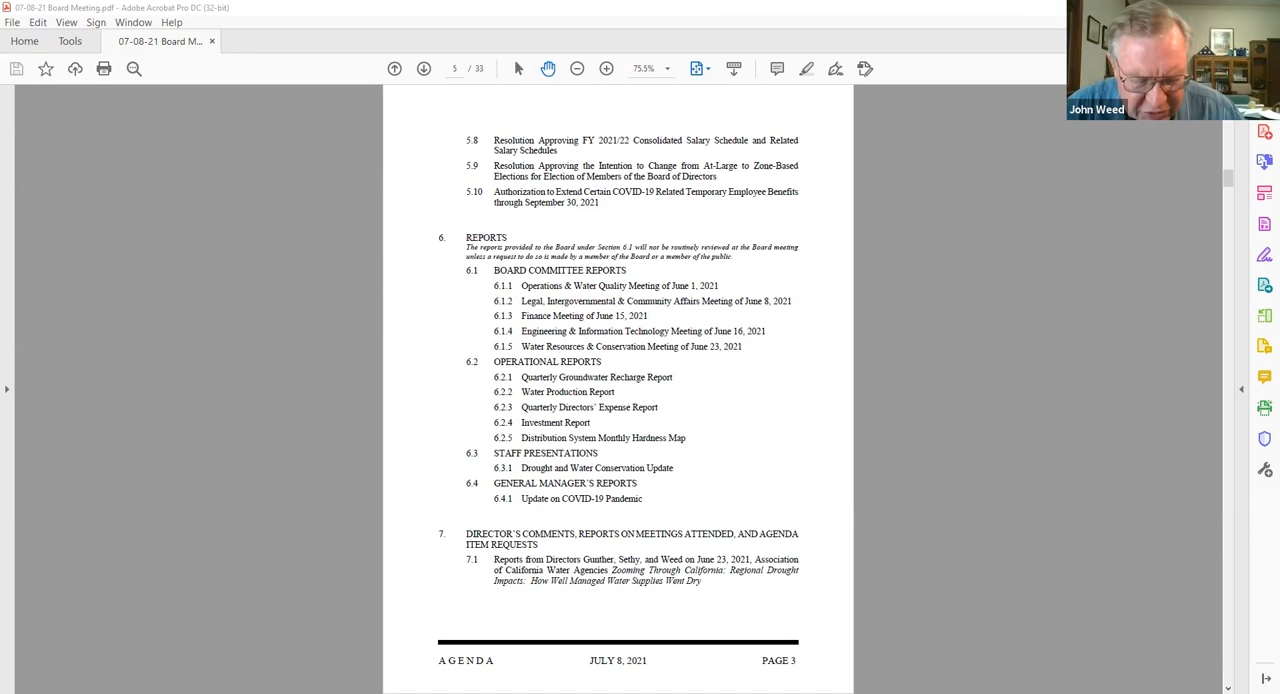 07-08-21 Board Meeting.pdf - Adobe Acrobat Pro DC (32-bit)
File Edit View Sign Window Help
Home Tools 07-08-21 Board M... ×
5 / 33 75.5%
John Weed
5.8 Resolution Approving FY 2021/22 Consolidated Salary Schedule and Related
Salary Schedules
5.9 Resolution Approving the Intention to Change from At-Large to Zone-Based
Elections for Election of Members of the Board of Directors
5.10 Authorization to Extend Certain COVID-19 Related Temporary Employee Benefits
through September 30, 2021
6. REPORTS
The reports provided to the Board under Section 6.1 will not be routinely reviewed at the Board meeting
unless a request to do so is made by a member of the Board or a member of the public.
6.1 BOARD COMMITTEE REPORTS
6.1.1 Operations & Water Quality Meeting of June 1, 2021
6.1.2 Legal, Intergovernmental & Community Affairs Meeting of June 8, 2021
6.1.3 Finance Meeting of June 15, 2021
6.1.4 Engineering & Information Technology Meeting of June 16, 2021
6.1.5 Water Resources & Conservation Meeting of June 23, 2021
6.2 OPERATIONAL REPORTS
6.2.1 Quarterly Groundwater Recharge Report
6.2.2 Water Production Report
6.2.3 Quarterly Directors' Expense Report
6.2.4 Investment Report
6.2.5 Distribution System Monthly Hardness Map
6.3 STAFF PRESENTATIONS
6.3.1 Drought and Water Conservation Update
6.4 GENERAL MANAGER'S REPORTS
6.4.1 Update on COVID-19 Pandemic
7. DIRECTOR'S COMMENTS, REPORTS ON MEETINGS ATTENDED, AND AGENDA
ITEM REQUESTS
7.1 Reports from Directors Gunther, Sethy, and Weed on June 23, 2021, Association
of California Water Agencies Zooming Through California: Regional Drought
Impacts: How Well Managed Water Supplies Went Dry
AGENDA JULY 8, 2021 PAGE 3